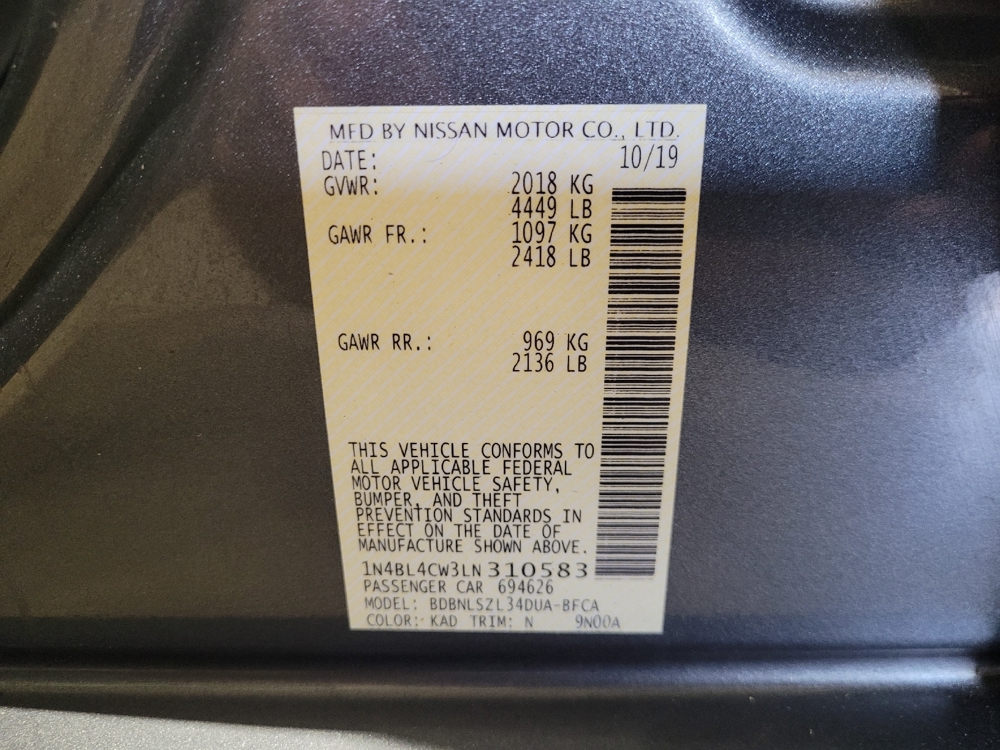 MFD BY NISSAN MOTOR CO., LTD.
DATE: 10/19
GVWR: 2018 KG
4449 LB
GAWR FR.: 1097 KG
2418 LB
GAWR RR.: 969 KG
2136 LB
THIS VEHICLE CONFORMS TO
ALL APPLICABLE FEDERAL
MOTOR VEHICLE SAFETY,
BUMPER, AND THEFT
PREVENTION STANDARDS IN
EFFECT ON THE DATE OF
MANUFACTURE SHOWN ABOVE.
1N4BL4CW3LN310583
PASSENGER CAR 694626
MODEL: BDBNLSZL34DUA-BFCA
COLOR: KAD TRIM: N 9N00A